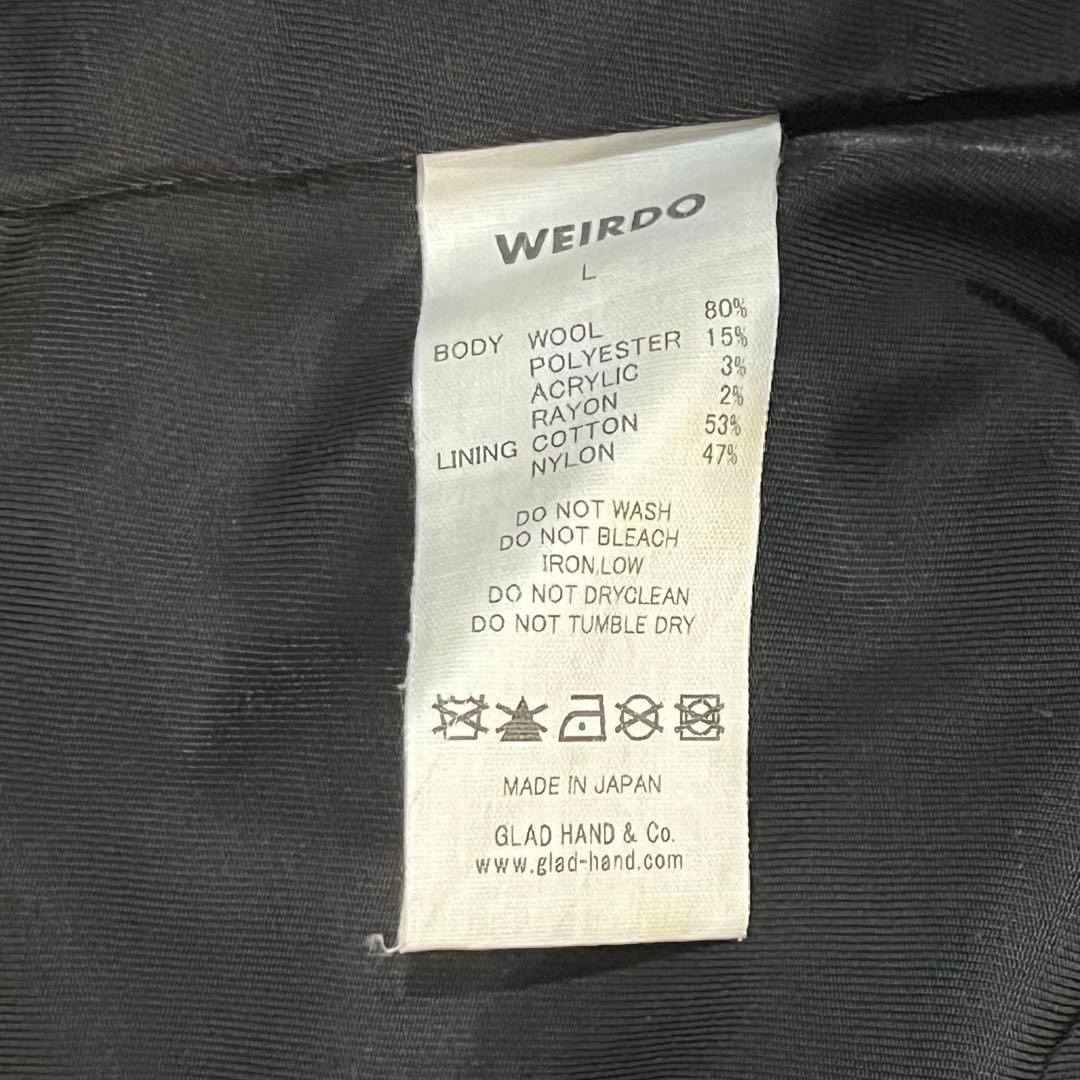 WEIRDO
L
BODY WOOL 80%
POLYESTER 15%
ACRYLIC 3%
RAYON 2%
LINING COTTON 53%
NYLON 47%
DO NOT WASH
DO NOT BLEACH
IRON,LOW
DO NOT DRYCLEAN
DO NOT TUMBLE DRY
MADE IN JAPAN
GLAD HAND & Co.
www.glad-hand.com